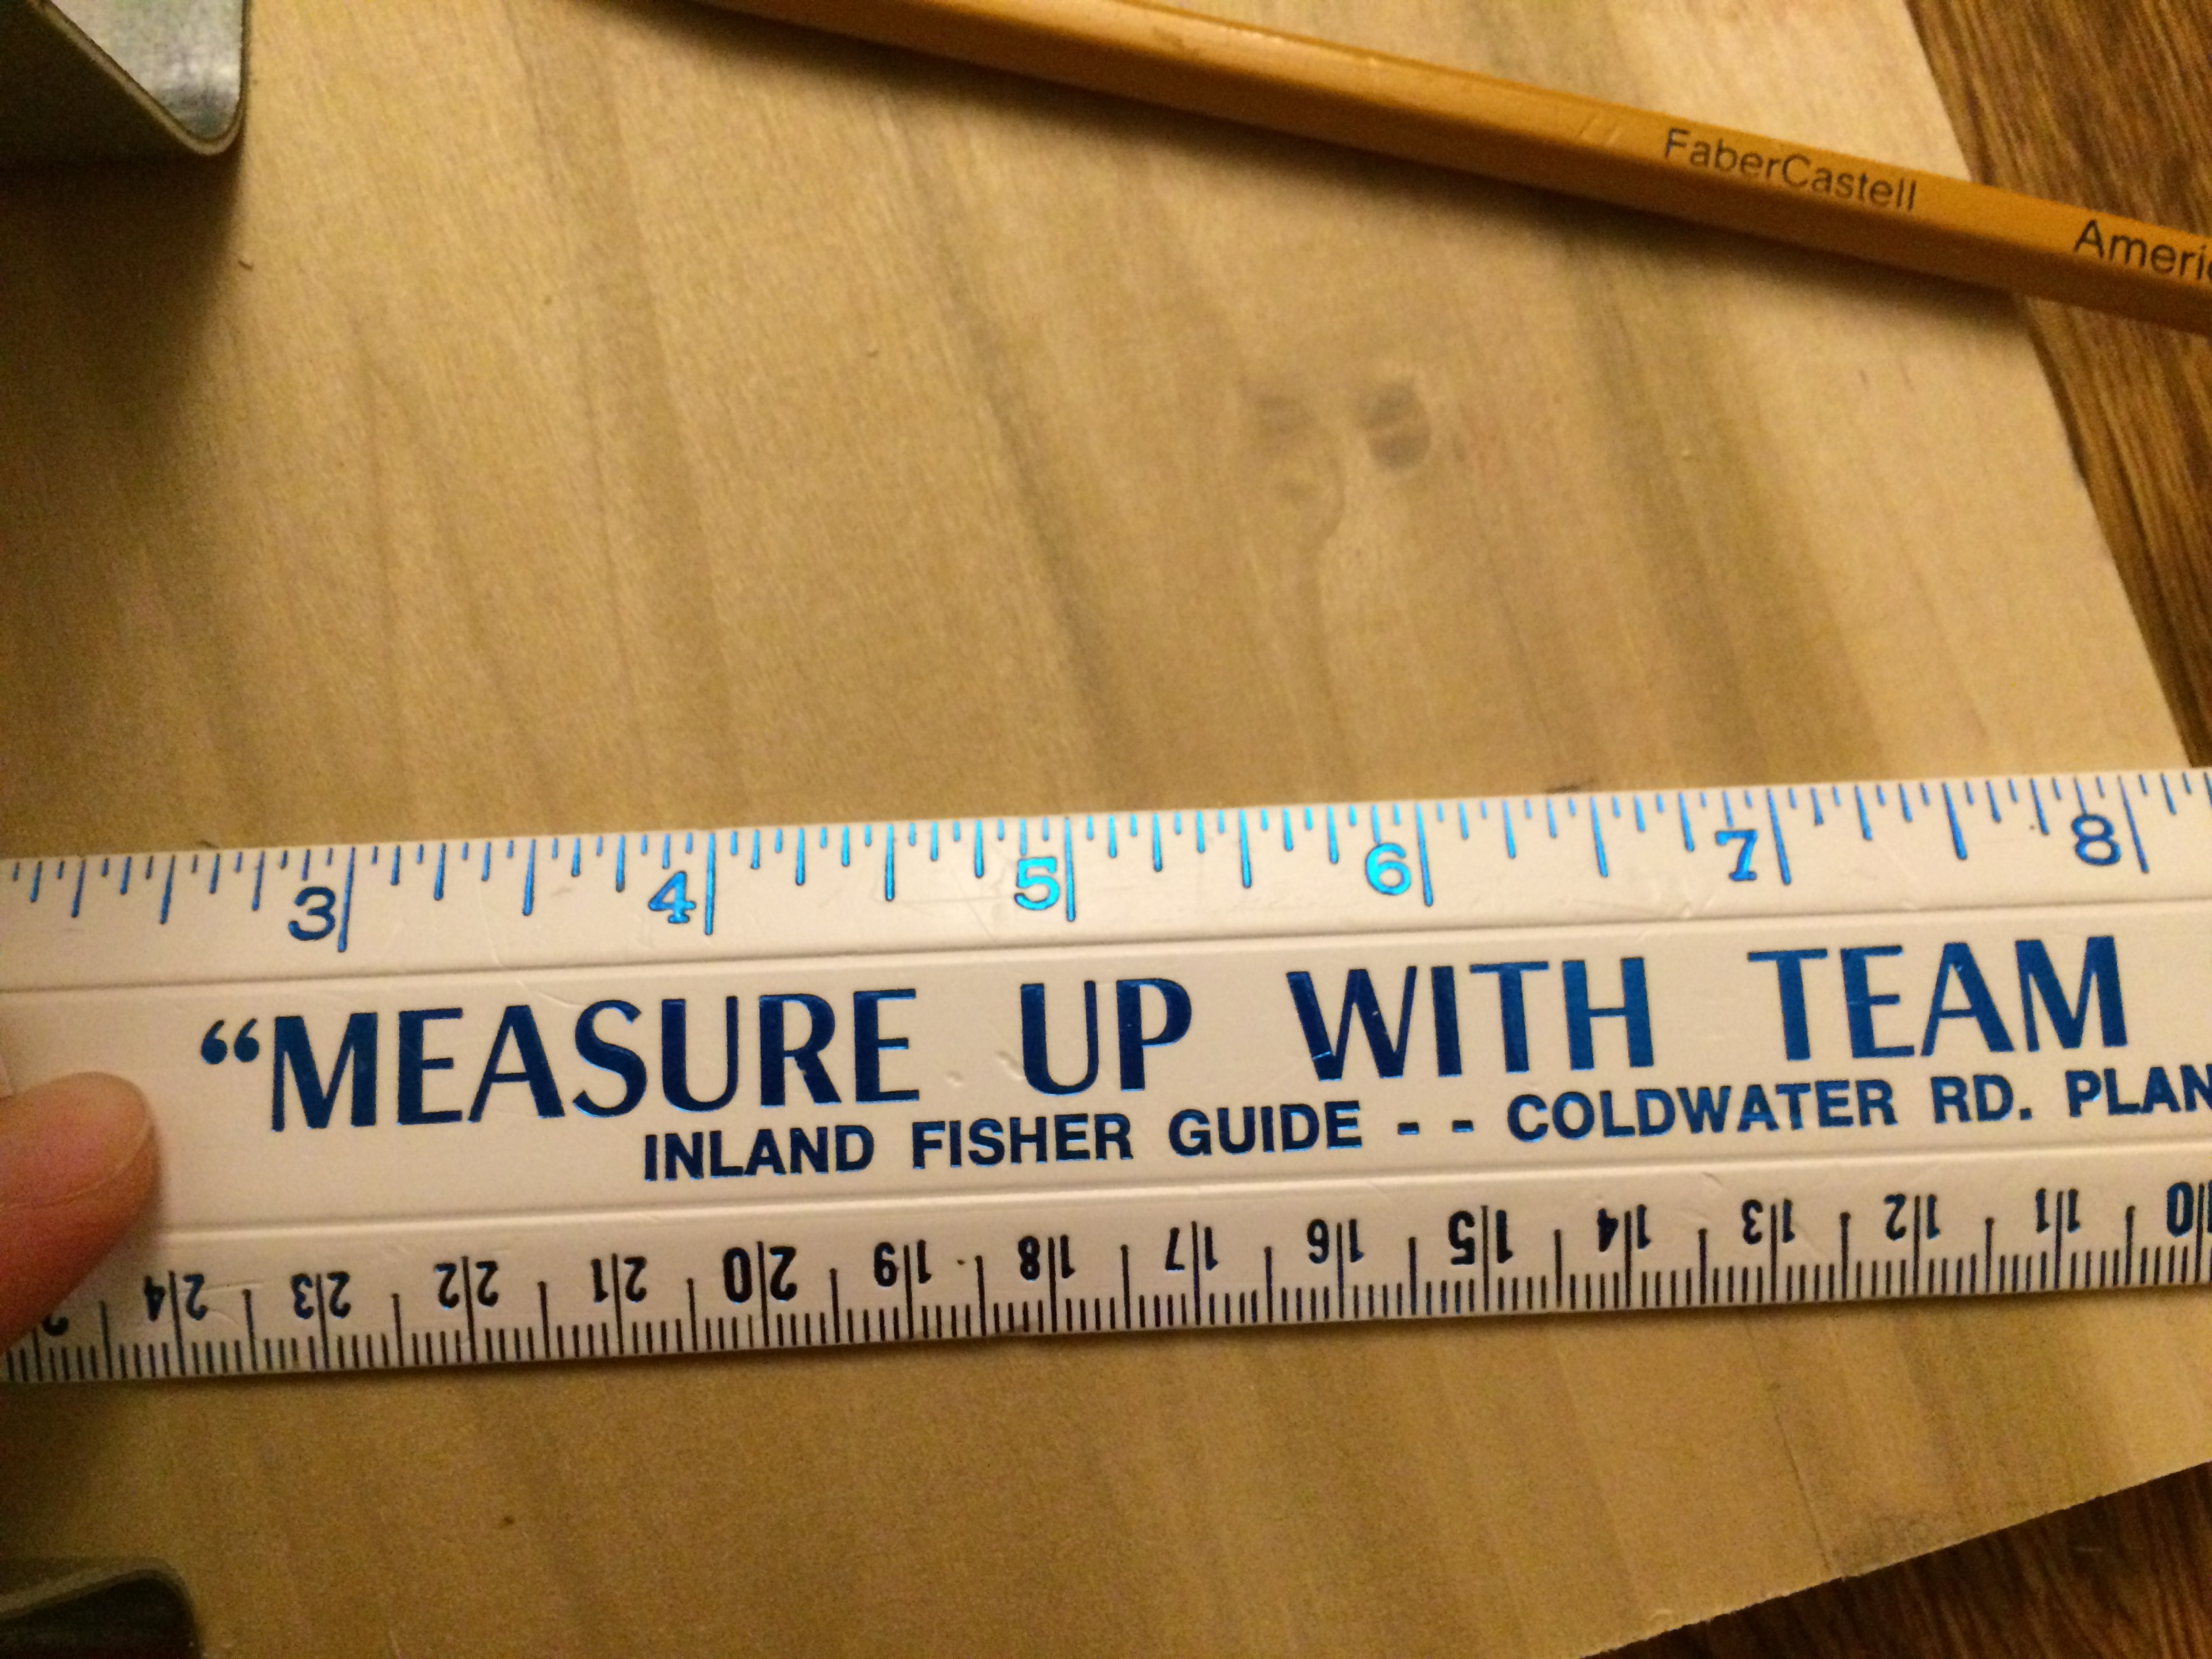 FaberCastell Ameri
3 4 5 6 7 8
“MEASURE UP WITH TEAM
INLAND FISHER GUIDE - - COLDWATER RD. PLAN
24 23 22 21 20 19 18 17 16 15 14 13 12 11 10